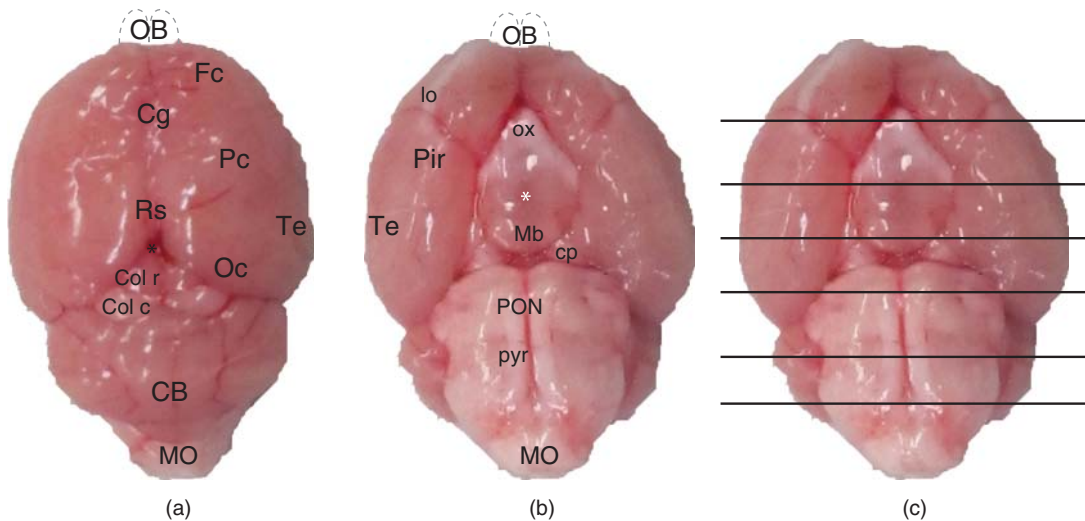 OB
Fc
Cg
Pc
Rs
Te
*
Oc
Col r
Col c
CB
MO
(a)
OB
lo
ox
Pir
*
Te
Mb
cp
PON
pyr
MO
(b)
(c)